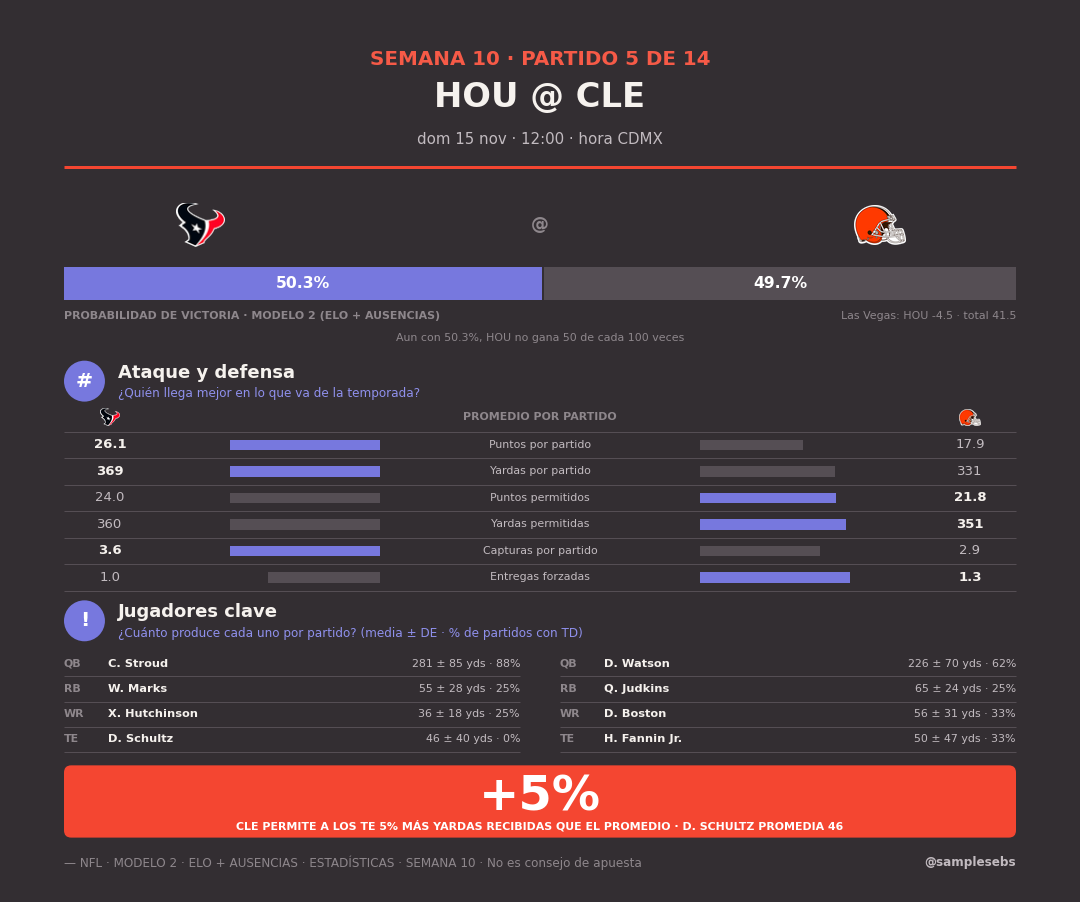 SEMANA 10 · PARTIDO 5 DE 14
HOU @ CLE
dom 15 nov · 12:00 · hora CDMX
@
50.3% 49.7%
PROBABILIDAD DE VICTORIA · MODELO 2 (ELO + AUSENCIAS) Las Vegas: HOU -4.5 · total 41.5
Aun con 50.3%, HOU no gana 50 de cada 100 veces
# Ataque y defensa
¿Quién llega mejor en lo que va de la temporada?
PROMEDIO POR PARTIDO
26.1 Puntos por partido 17.9
369 Yardas por partido 331
24.0 Puntos permitidos 21.8
360 Yardas permitidas 351
3.6 Capturas por partido 2.9
1.0 Entregas forzadas 1.3
! Jugadores clave
¿Cuánto produce cada uno por partido? (media ± DE · % de partidos con TD)
QB C. Stroud 281 ± 85 yds · 88% QB D. Watson 226 ± 70 yds · 62%
RB W. Marks 55 ± 28 yds · 25% RB Q. Judkins 65 ± 24 yds · 25%
WR X. Hutchinson 36 ± 18 yds · 25% WR D. Boston 56 ± 31 yds · 33%
TE D. Schultz 46 ± 40 yds · 0% TE H. Fannin Jr. 50 ± 47 yds · 33%
+5%
CLE PERMITE A LOS TE 5% MÁS YARDAS RECIBIDAS QUE EL PROMEDIO · D. SCHULTZ PROMEDIA 46
— NFL · MODELO 2 · ELO + AUSENCIAS · ESTADÍSTICAS · SEMANA 10 · No es consejo de apuesta @samplesebs